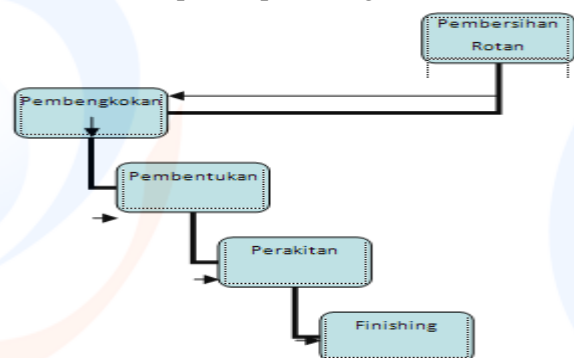 Pembersihan
Rotan
Pembengkokan
Pembentukan
Perakitan
Finishing